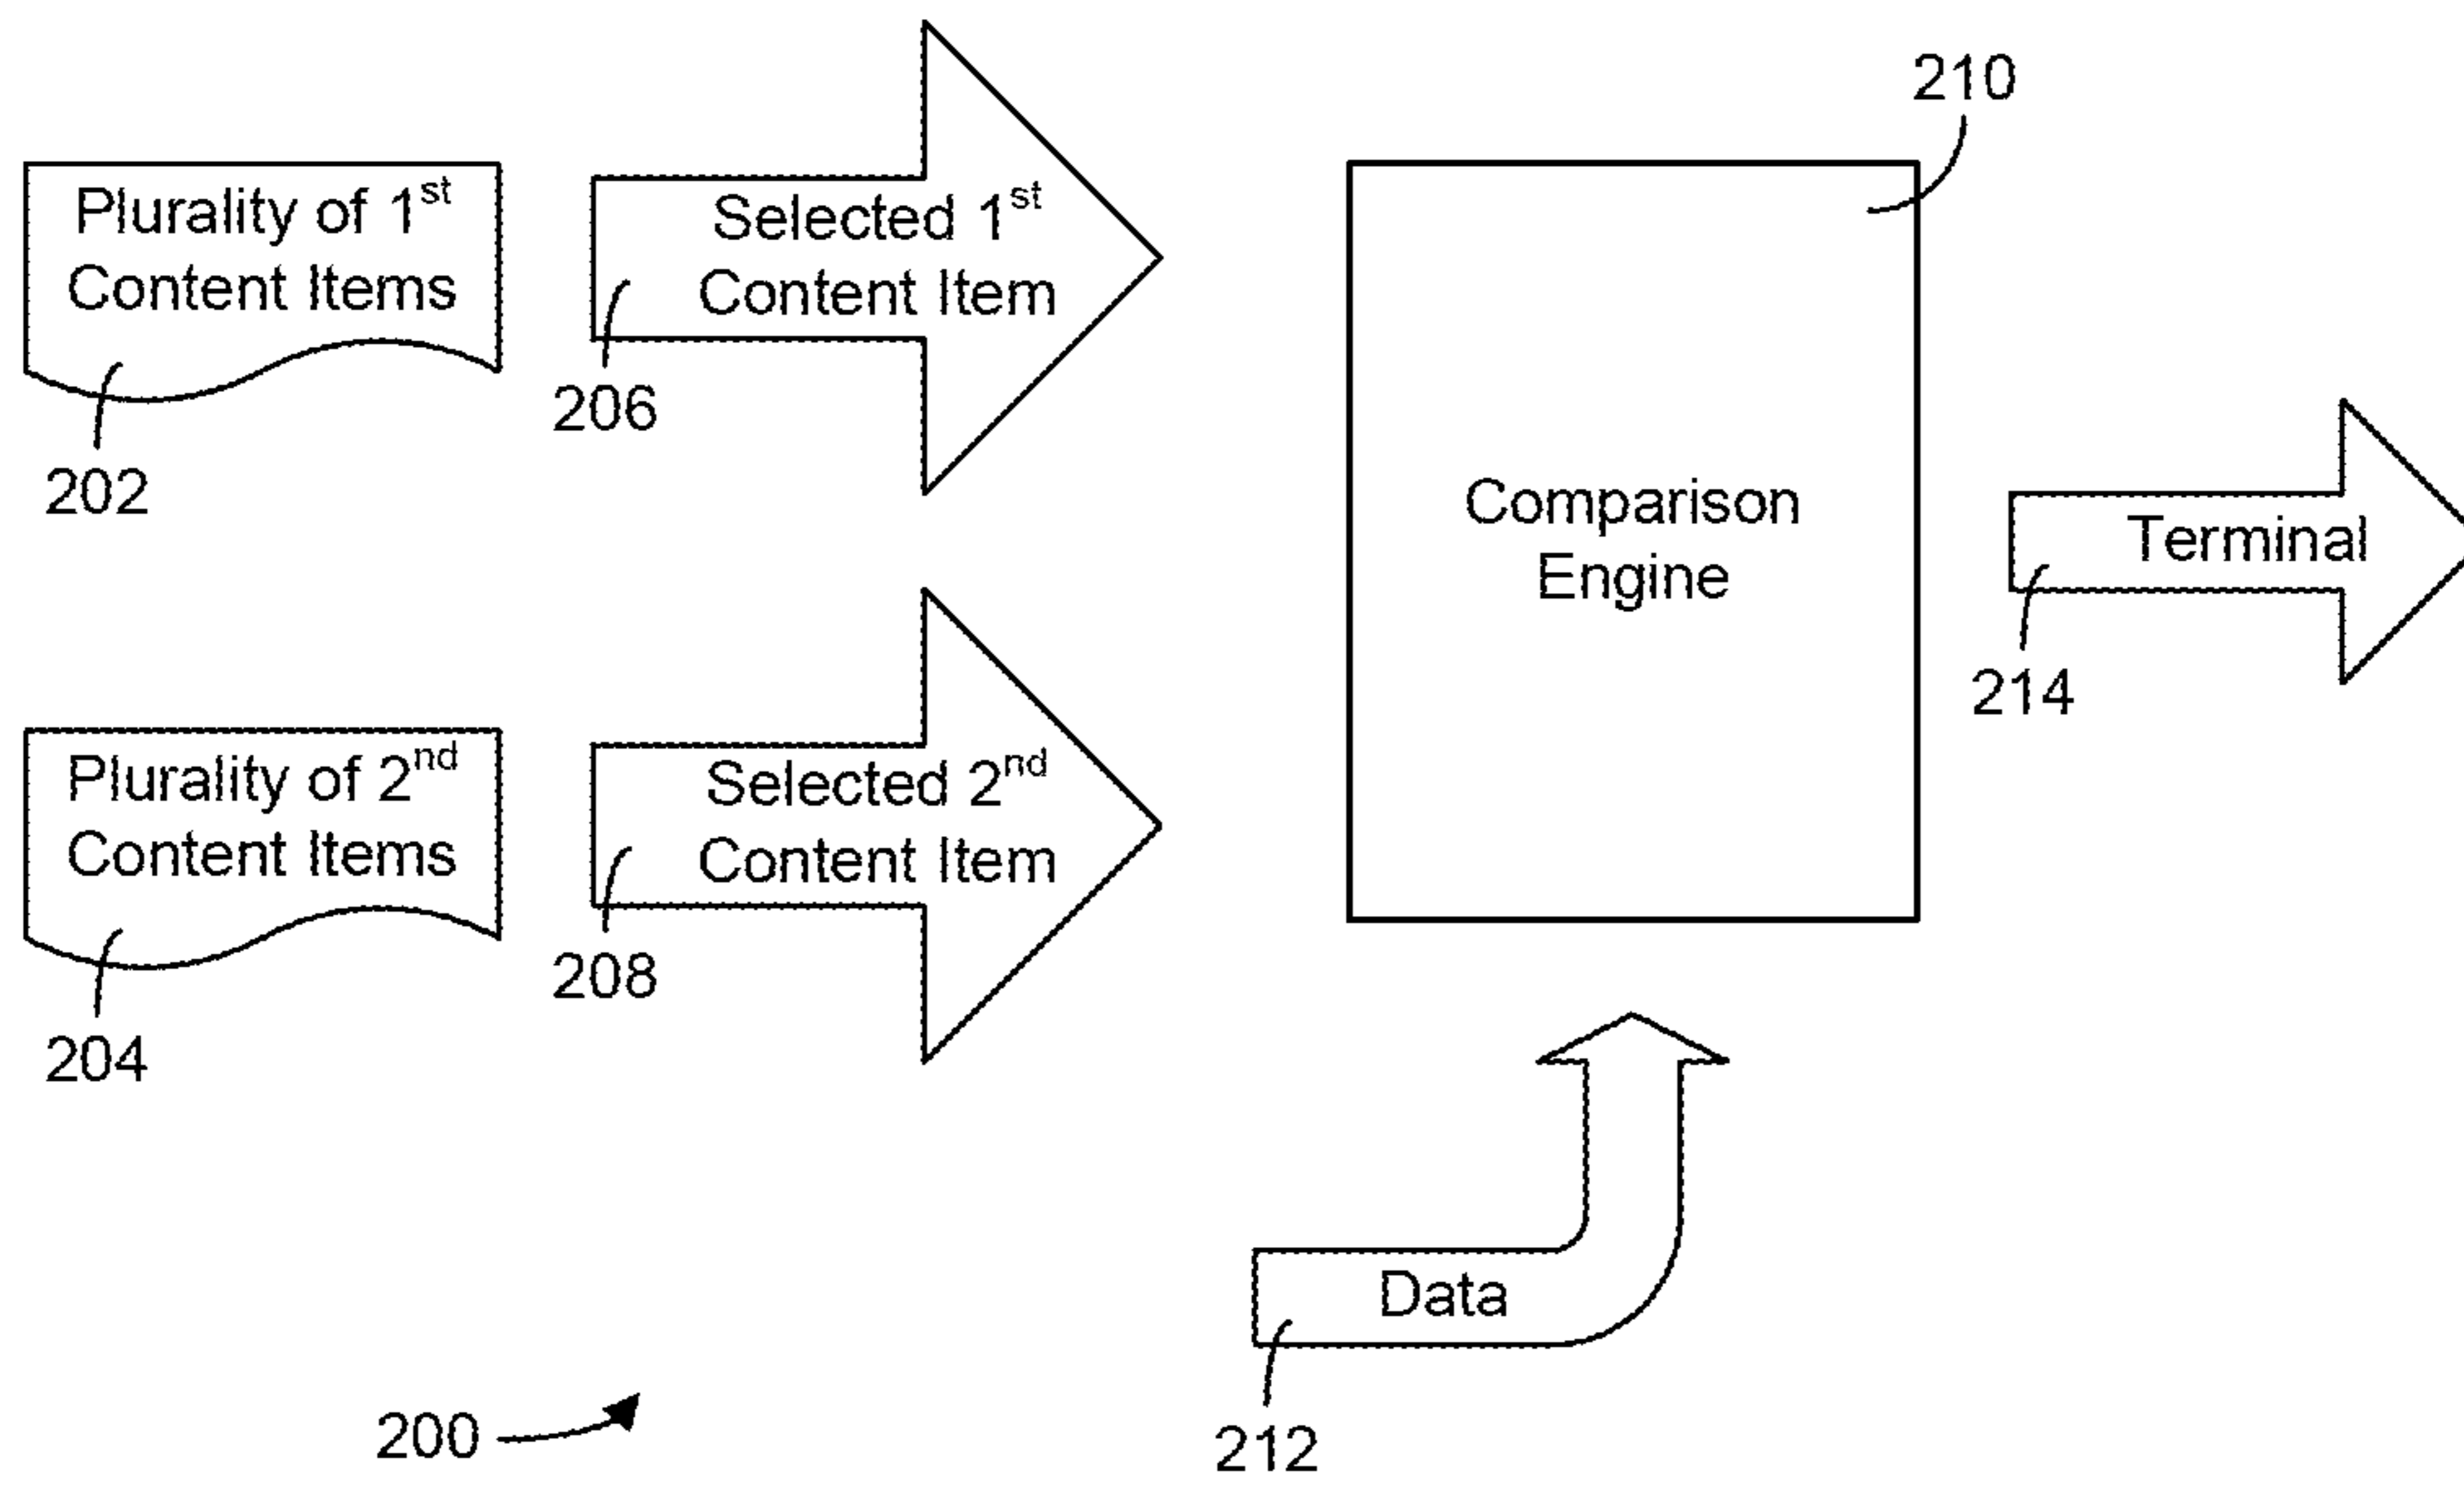 210
Plurality of 1st
Content Items
202
Selected 1st
Content Item
206
Comparison
Engine
Terminal
214
Plurality of 2nd
Content Items
204
Selected 2nd
Content Item
208
Data
212
200